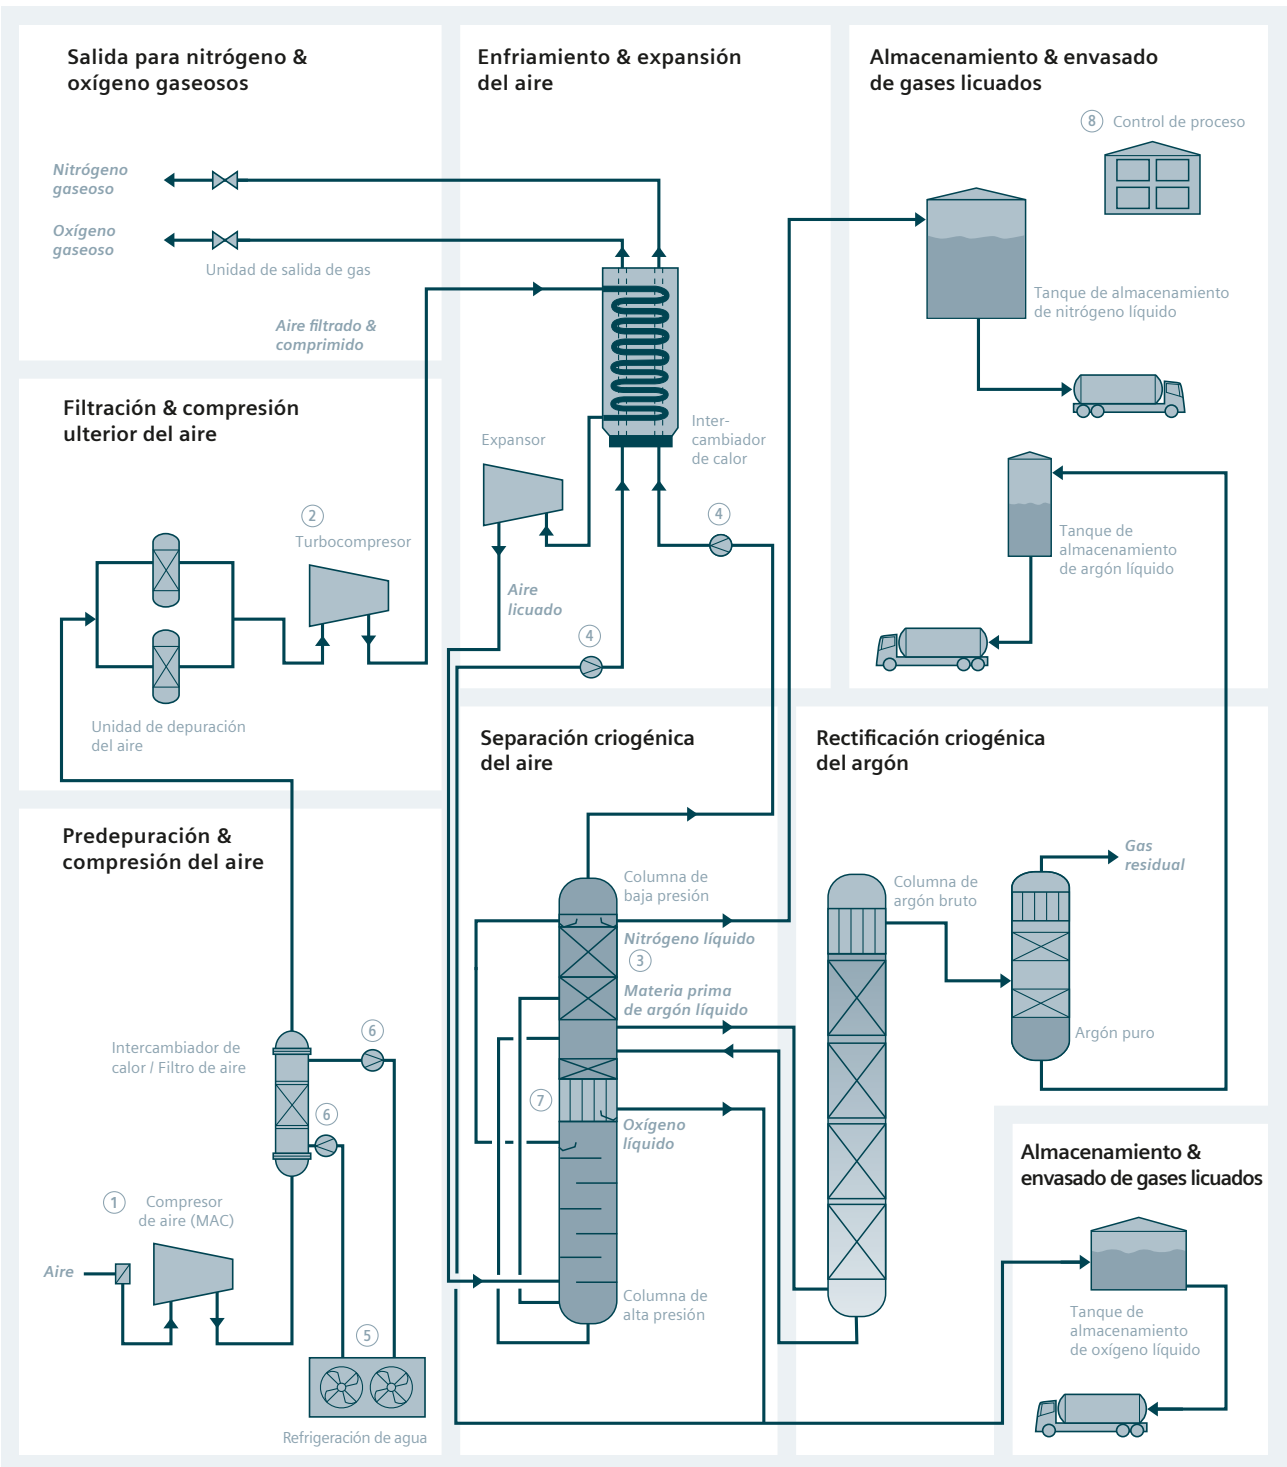 Salida para nitrógeno &
oxígeno gaseosos
Nitrógeno
gaseoso
Oxígeno
gaseoso
Unidad de salida de gas
Aire filtrado &
comprimido
Enfriamiento & expansión
del aire
Expansor
Inter-
cambiador
de calor
4
Aire
licuado
4
Almacenamiento & envasado
de gases licuados
8 Control de proceso
Tanque de almacenamiento
de nitrógeno líquido
Tanque de
almacenamiento
de argón líquido
Filtración & compresión
ulterior del aire
2
Turbocompresor
Unidad de depuración
del aire
Predepuración &
compresión del aire
Intercambiador de
calor / Filtro de aire
6
6
1 Compresor
de aire (MAC)
Aire
5
Refrigeración de agua
Separación criogénica
del aire
Columna de
baja presión
Nitrógeno líquido
3
Materia prima
de argón líquido
7
Oxígeno
líquido
Columna de
alta presión
Rectificación criogénica
del argón
Columna de
argón bruto
Gas
residual
Argón puro
Almacenamiento &
envasado de gases licuados
Tanque de
almacenamiento
de oxígeno líquido